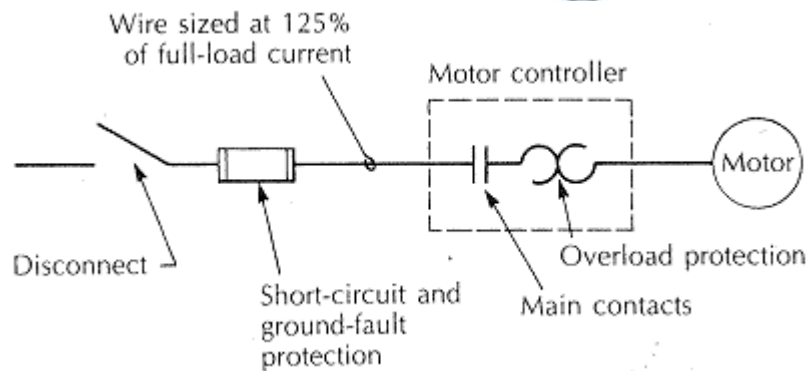 Wire sized at 125%
of full-load current
Motor controller
Motor
Disconnect
Overload protection
Short-circuit and
ground-fault
protection
Main contacts